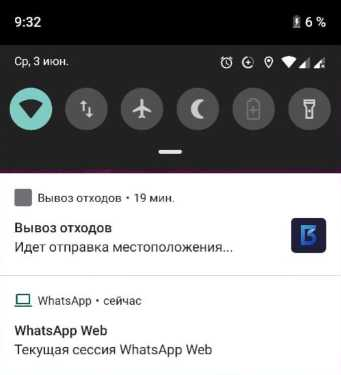 9:32
6 %
Ср, 3 июн.
Вывоз отходов • 19 мин.
Вывоз отходов
Идет отправка местоположения...
WhatsApp • сейчас
WhatsApp Web
Текущая сессия WhatsApp Web